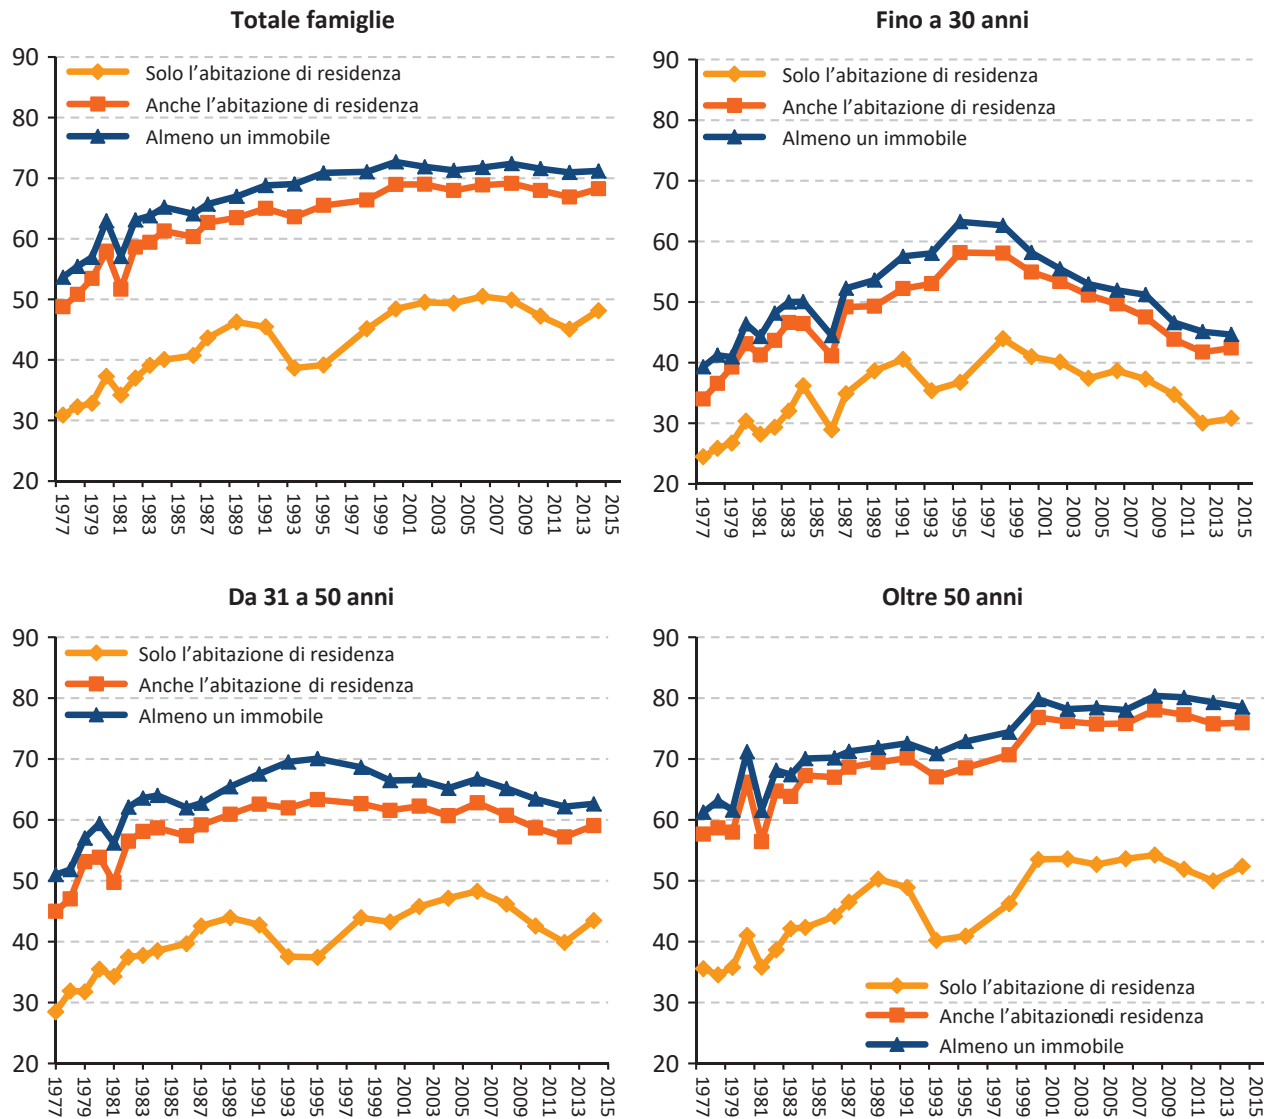 Totale famiglie
90
80
70
60
50
40
30
20
Solo l'abitazione di residenza
Anche l'abitazione di residenza
Almeno un immobile
1977 1979 1981 1983 1985 1987 1989 1991 1993 1995 1997 1999 2001 2003 2005 2007 2009 2011 2013 2015
Fino a 30 anni
90
80
70
60
50
40
30
20
Solo l'abitazione di residenza
Anche l'abitazione di residenza
Almeno un immobile
1977 1979 1981 1983 1985 1987 1989 1991 1993 1995 1997 1999 2001 2003 2005 2007 2009 2011 2013 2015
Da 31 a 50 anni
90
80
70
60
50
40
30
20
Solo l'abitazione di residenza
Anche l'abitazione di residenza
Almeno un immobile
1977 1979 1981 1983 1985 1987 1989 1991 1993 1995 1997 1999 2001 2003 2005 2007 2009 2011 2013 2015
Oltre 50 anni
90
80
70
60
50
40
30
20
Solo l'abitazione di residenza
Anche l'abitazione di residenza
Almeno un immobile
1977 1979 1981 1983 1985 1987 1989 1991 1993 1995 1997 1999 2001 2003 2005 2007 2009 2011 2013 2015